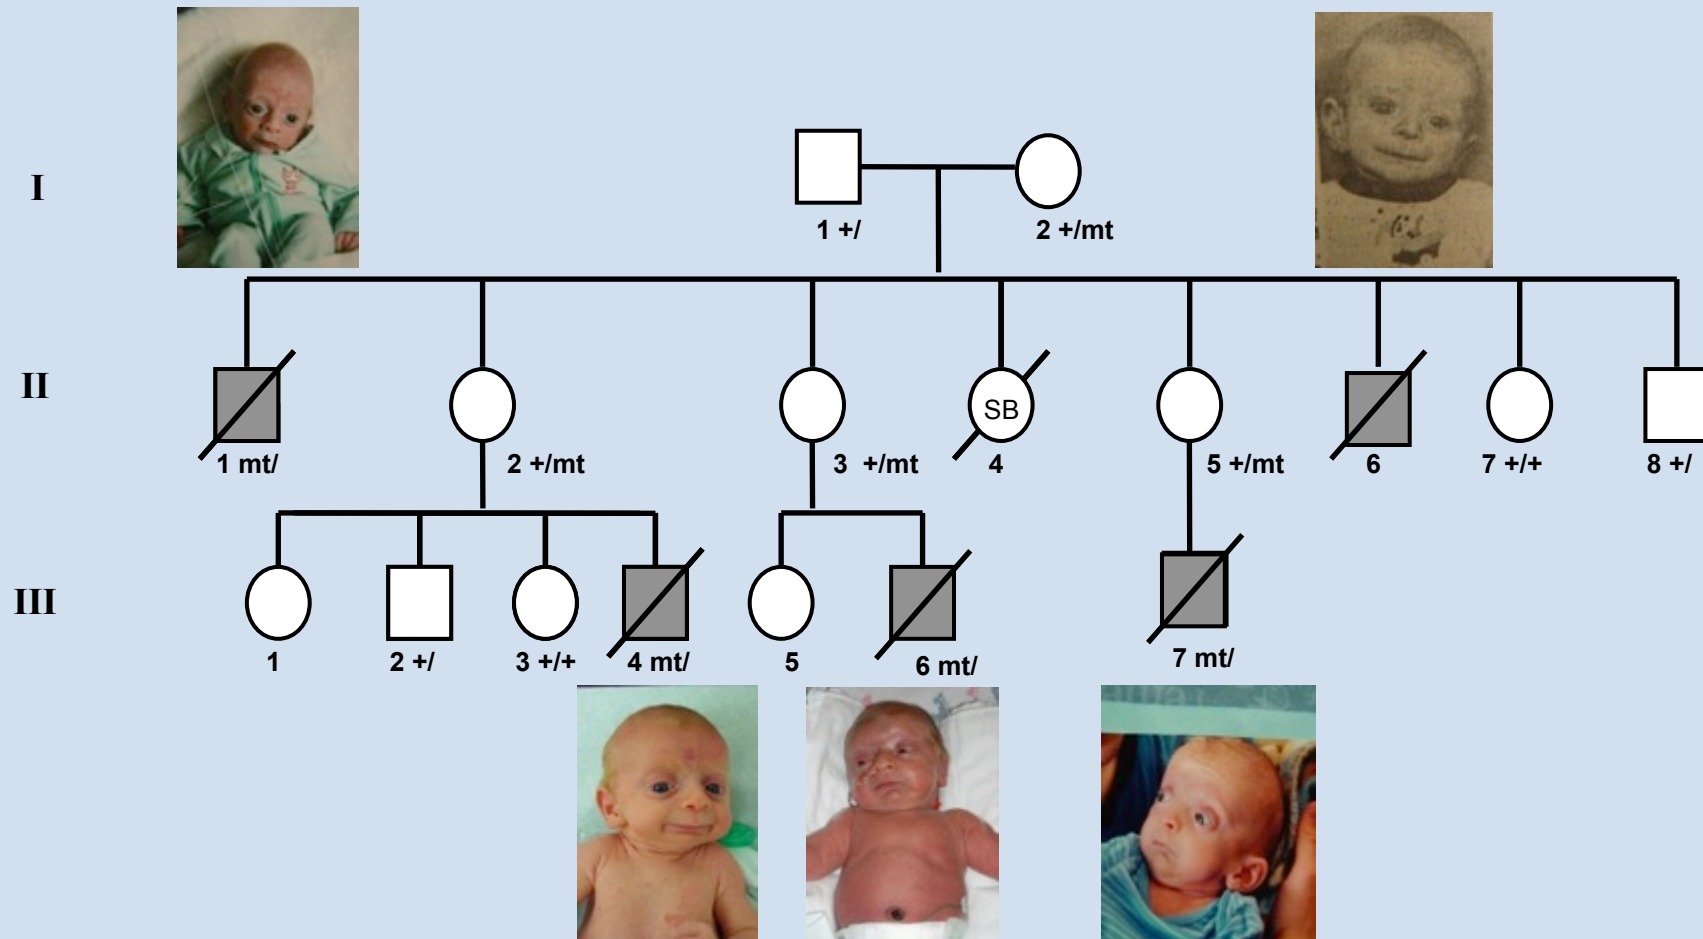 I
1 +/
2 +/mt
II
SB
1 mt/
2 +/mt
3 +/mt
4
5 +/mt
6
7 +/+
8 +/
III
1
2 +/
3 +/+
4 mt/
5
6 mt/
7 mt/